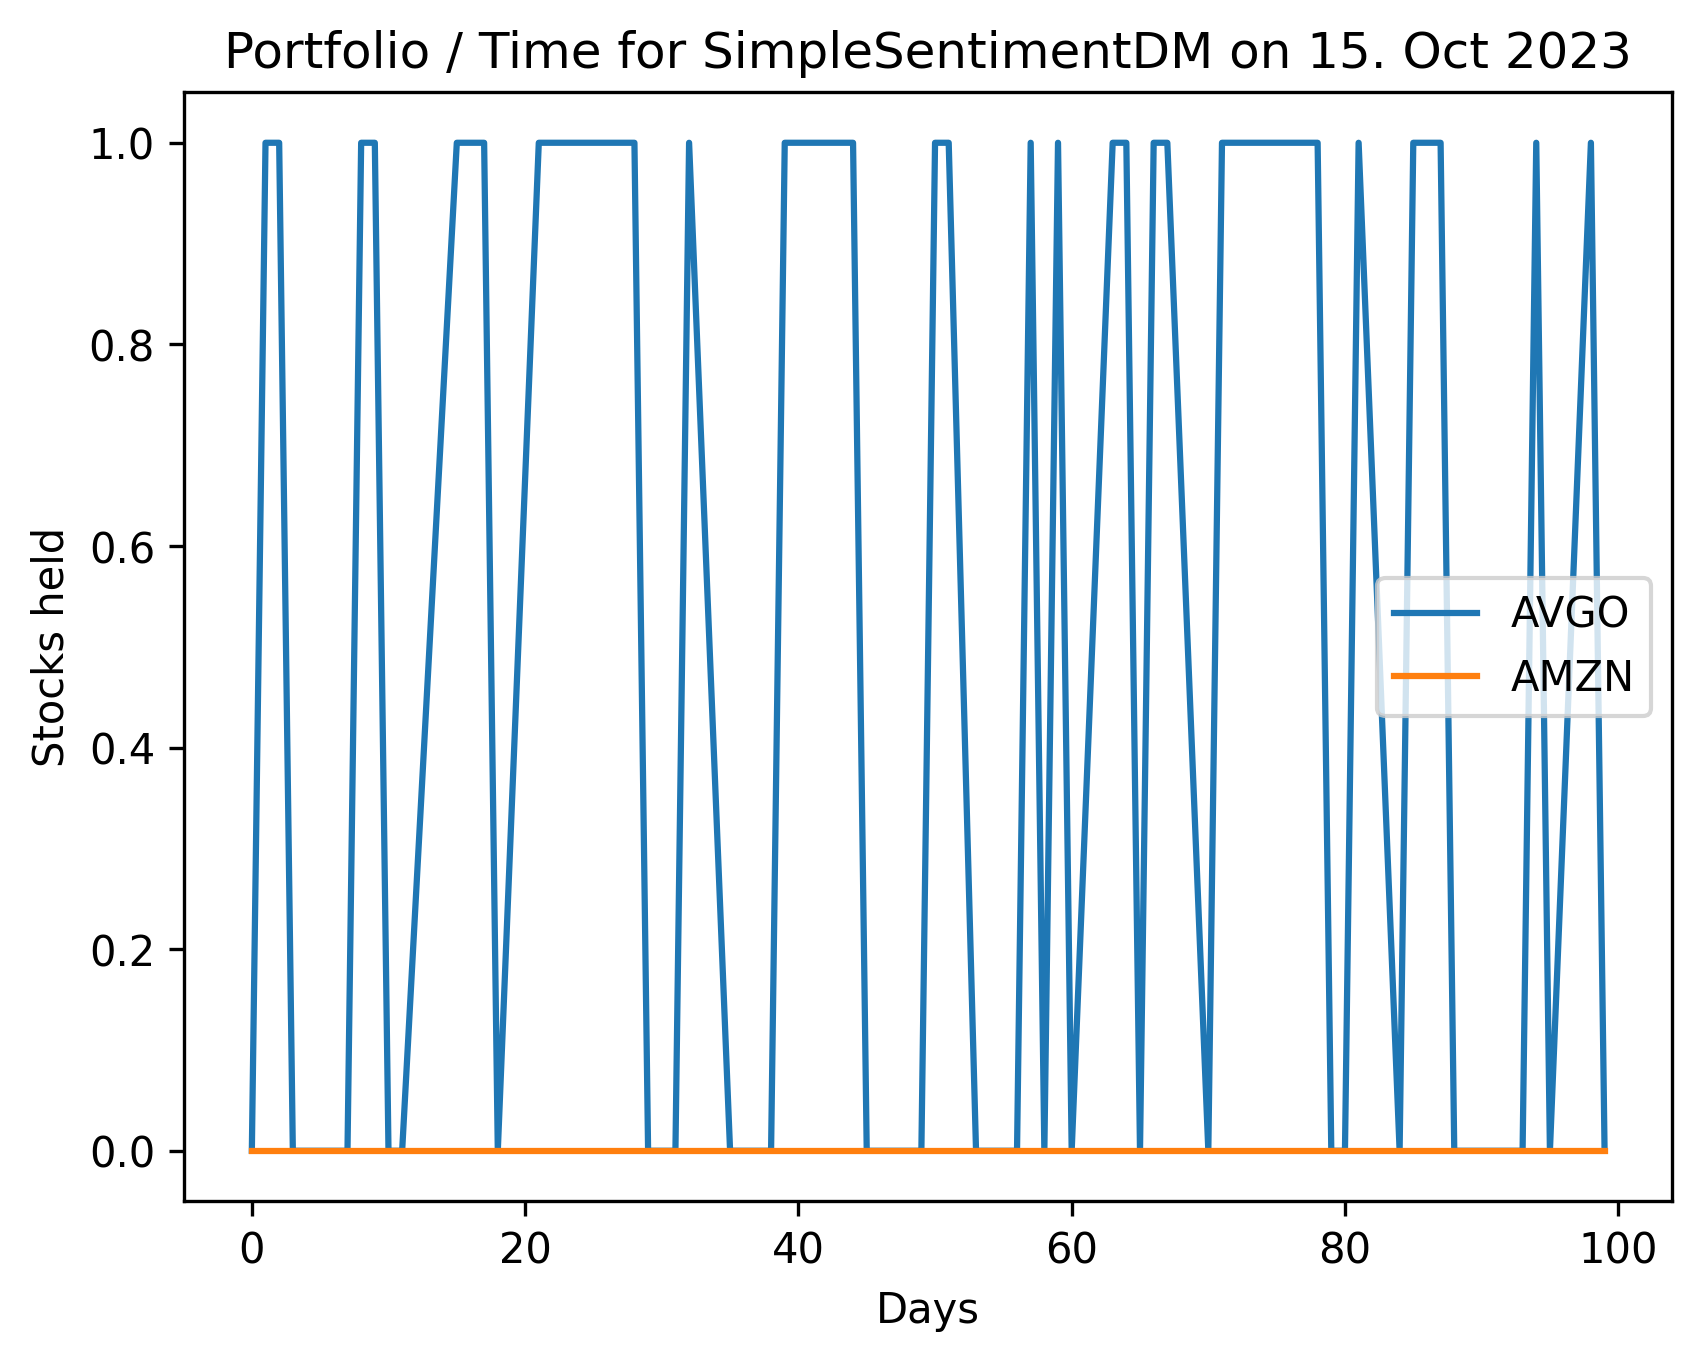 Portfolio / Time for SimpleSentimentDM on 15. Oct 2023
1.0
0.8
0.6
0.4
0.2
0.0
Stocks held
AVGO
AMZN
0 20 40 60 80 100
Days